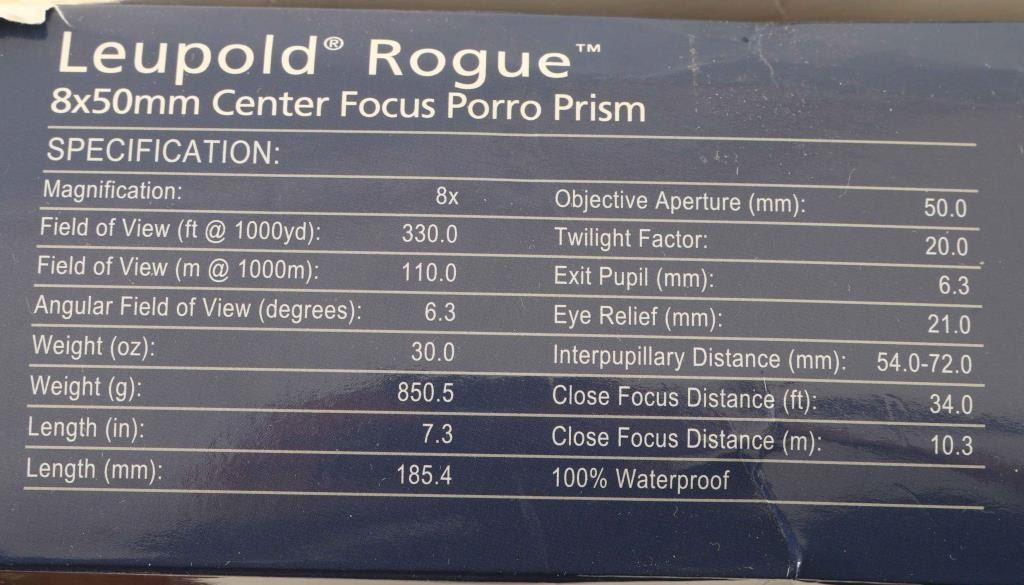 Leupold® Rogue™
8x50mm Center Focus Porro Prism
SPECIFICATION:
Magnification: 8x
Field of View (ft @ 1000yd): 330.0
Field of View (m @ 1000m): 110.0
Angular Field of View (degrees): 6.3
Weight (oz): 30.0
Weight (g): 850.5
Length (in): 7.3
Length (mm): 185.4
Objective Aperture (mm): 50.0
Twilight Factor: 20.0
Exit Pupil (mm): 6.3
Eye Relief (mm): 21.0
Interpupillary Distance (mm): 54.0-72.0
Close Focus Distance (ft): 34.0
Close Focus Distance (m): 10.3
100% Waterproof